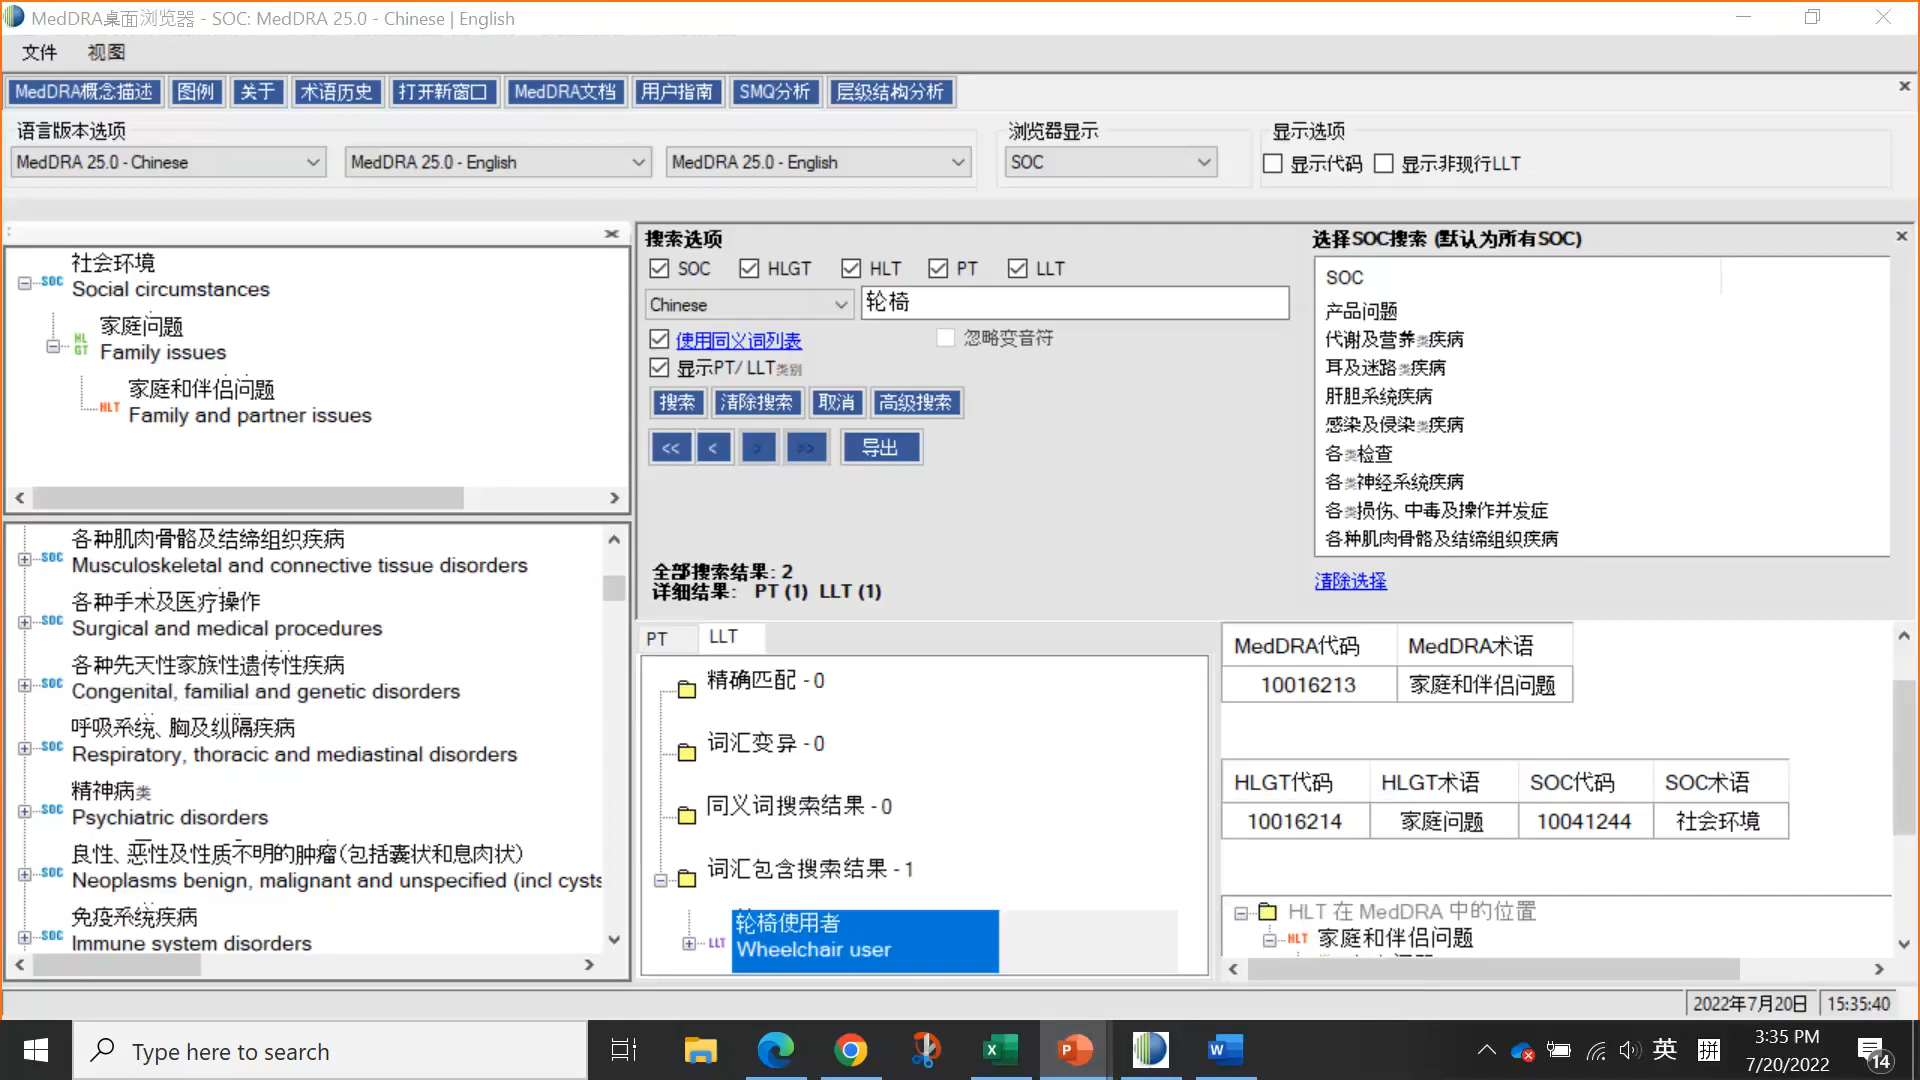 MedDRA桌面浏览器 - SOC: MedDRA 25.0 - Chinese | English
文件 视图
MedDRA概念描述 图例 关于 术语历史 打开新窗口 MedDRA文档 用户指南 SMQ分析 层级结构分析
语言版本选项 浏览器显示 显示选项
MedDRA 25.0 - Chinese MedDRA 25.0 - English MedDRA 25.0 - English SOC 显示代码 显示非现行LLT
社会环境
SOC Social circumstances
家庭问题
HLGT Family issues
家庭和伴侣问题
HLT Family and partner issues
各种肌肉骨骼及结缔组织疾病
SOC Musculoskeletal and connective tissue disorders
各种手术及医疗操作
SOC Surgical and medical procedures
各种先天性家族性遗传性疾病
SOC Congenital, familial and genetic disorders
呼吸系统、胸及纵隔疾病
SOC Respiratory, thoracic and mediastinal disorders
精神病类
SOC Psychiatric disorders
良性、恶性及性质不明的肿瘤(包括囊状和息肉状)
SOC Neoplasms benign, malignant and unspecified (incl cysts
免疫系统疾病
SOC Immune system disorders
搜索选项
SOC HLGT HLT PT LLT
Chinese 轮椅
使用同义词列表 忽略变音符
显示PT/ LLT类别
搜索 清除搜索 取消 高级搜索
<< < > >> 导出
全部搜索结果: 2
详细结果: PT (1) LLT (1)
选择SOC搜索 (默认为所有SOC)
SOC
产品问题
代谢及营养类疾病
耳及迷路类疾病
肝胆系统疾病
感染及侵染类疾病
各类检查
各类神经系统疾病
各类损伤、中毒及操作并发症
各种肌肉骨骼及结缔组织疾病
清除选择
PT LLT
精确匹配 - 0
词汇变异 - 0
同义词搜索结果 - 0
词汇包含搜索结果 - 1
轮椅使用者
LLT Wheelchair user
MedDRA代码 MedDRA术语
10016213 家庭和伴侣问题
HLGT代码 HLGT术语 SOC代码 SOC术语
10016214 家庭问题 10041244 社会环境
HLT 在 MedDRA 中的位置
HLT 家庭和伴侣问题
2022年7月20日 15:35:40
Type here to search
英 拼 3:35 PM
7/20/2022 14